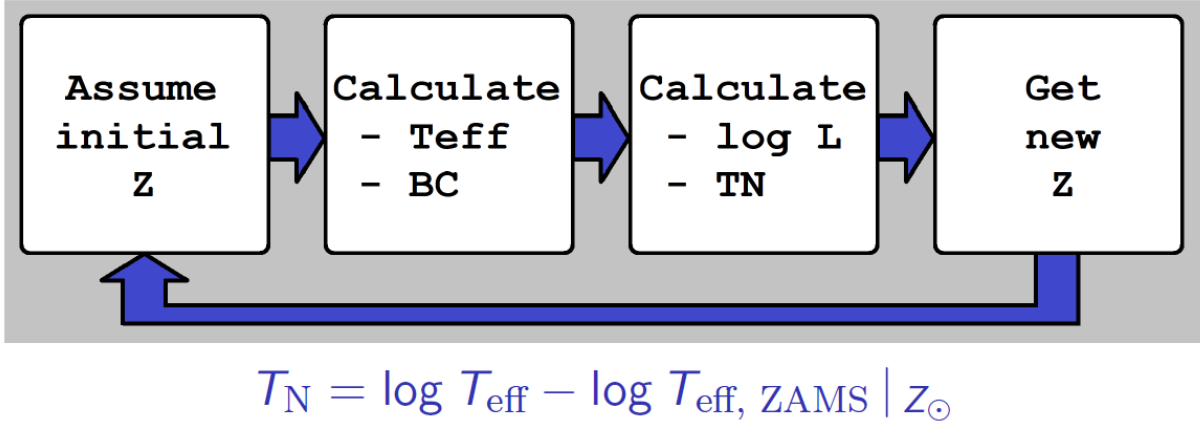 Assume
initial
Z
Calculate
- Teff
- BC
Calculate
- log L
- TN
Get
new
Z
T_N = log T_eff − log T_eff, ZAMS | Z_⊙